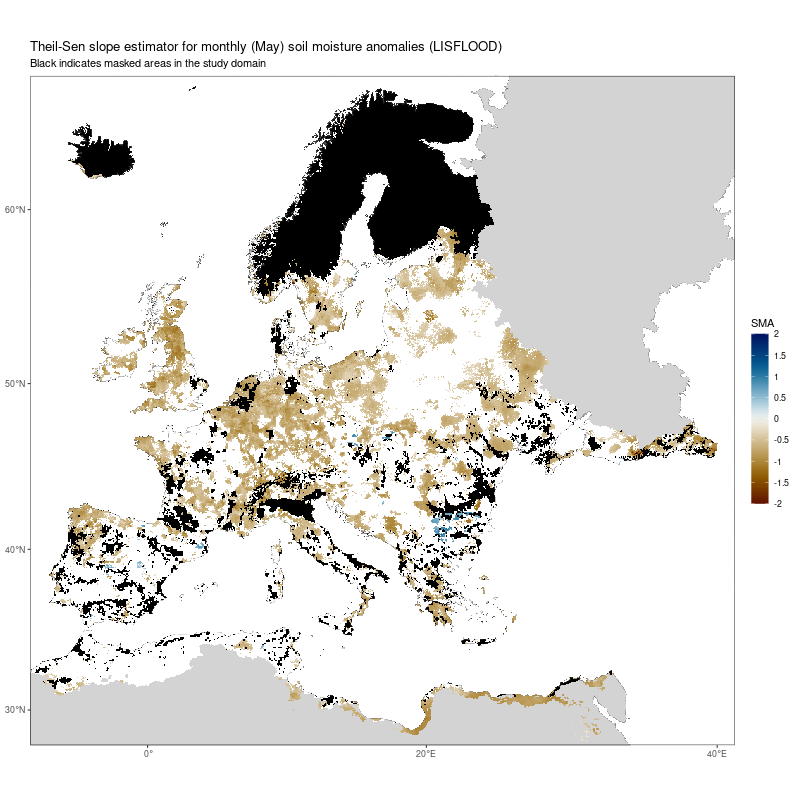 Theil-Sen slope estimator for monthly (May) soil moisture anomalies (LISFLOOD)
Black indicates masked areas in the study domain
60°N
50°N
40°N
30°N
0°
20°E
40°E
SMA
2
1.5
1
0.5
0
-0.5
-1
-1.5
-2